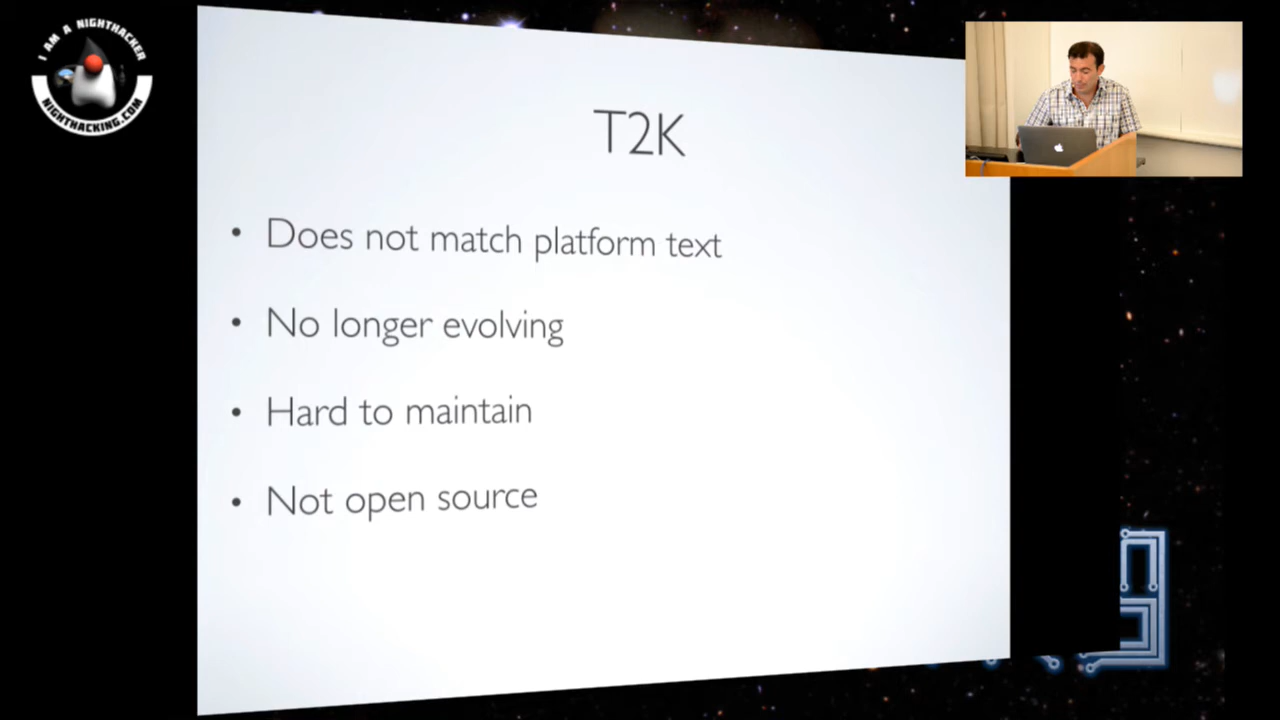 I AM A NIGHTHACKER
NIGHTHACKING.COM
T2K
• Does not match platform text
• No longer evolving
• Hard to maintain
• Not open source